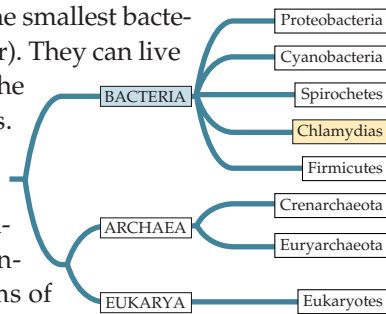 ne smallest bacte-
r). They can live
he
s.
-
n-
ns of
Proteobacteria
Cyanobacteria
BACTERIA
Spirochetes
Chlamydias
Firmicutes
Crenarchaeota
ARCHAEA
Euryarchaeota
EUKARYA
Eukaryotes